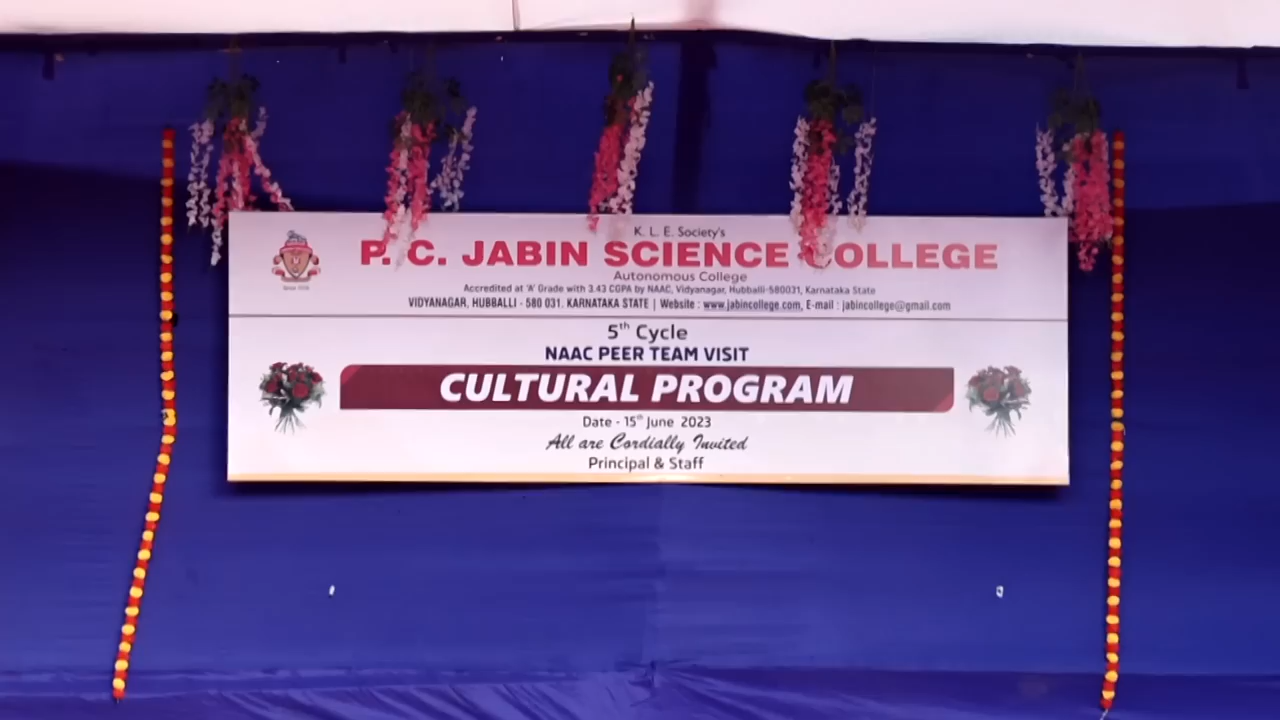 K. L. E. Society's
P. C. JABIN SCIENCE COLLEGE
Autonomous College
Accredited at 'A' Grade with 3.43 CGPA by NAAC, Vidyanagar, Hubballi-580031, Karnataka State
VIDYANAGAR, HUBBALLI - 580 031. KARNATAKA STATE | Website : www.jabincollege.com, E-mail : jabincollege@gmail.com
5th Cycle
NAAC PEER TEAM VISIT
CULTURAL PROGRAM
Date - 15th June 2023
All are Cordially Invited
Principal & Staff